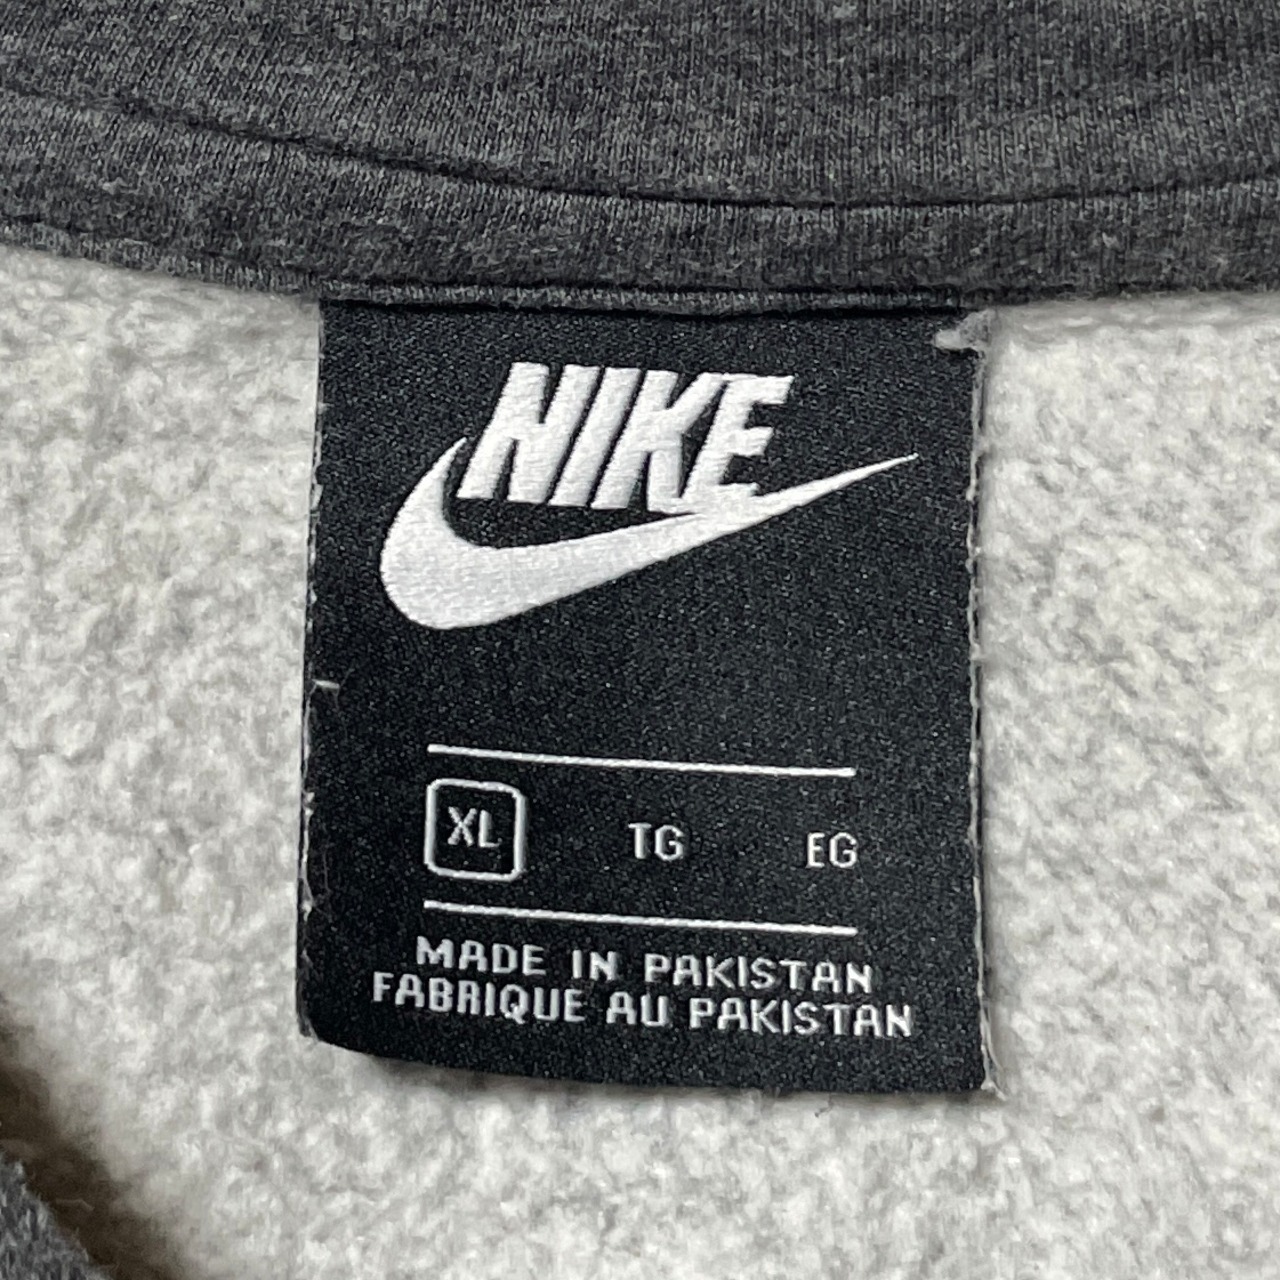 NIKE
XL TG EG
MADE IN PAKISTAN
FABRIQUE AU PAKISTAN